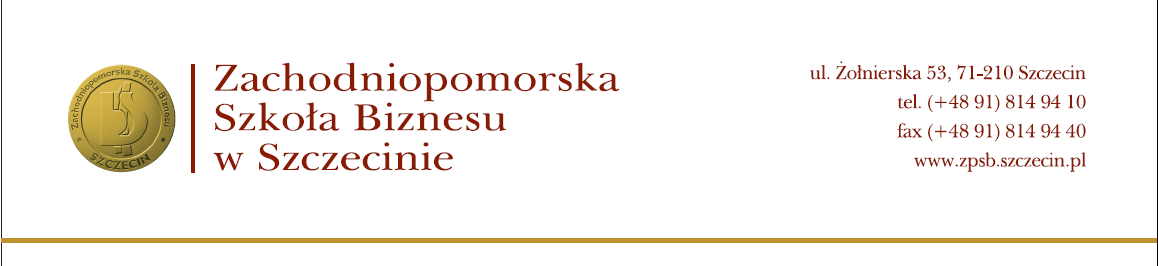 Zachodniopomorska Szkoła Biznesu
SZCZECIN
Zachodniopomorska
Szkoła Biznesu
w Szczecinie
ul. Żołnierska 53, 71-210 Szczecin
tel. (+48 91) 814 94 10
fax (+48 91) 814 94 40
www.zpsb.szczecin.pl